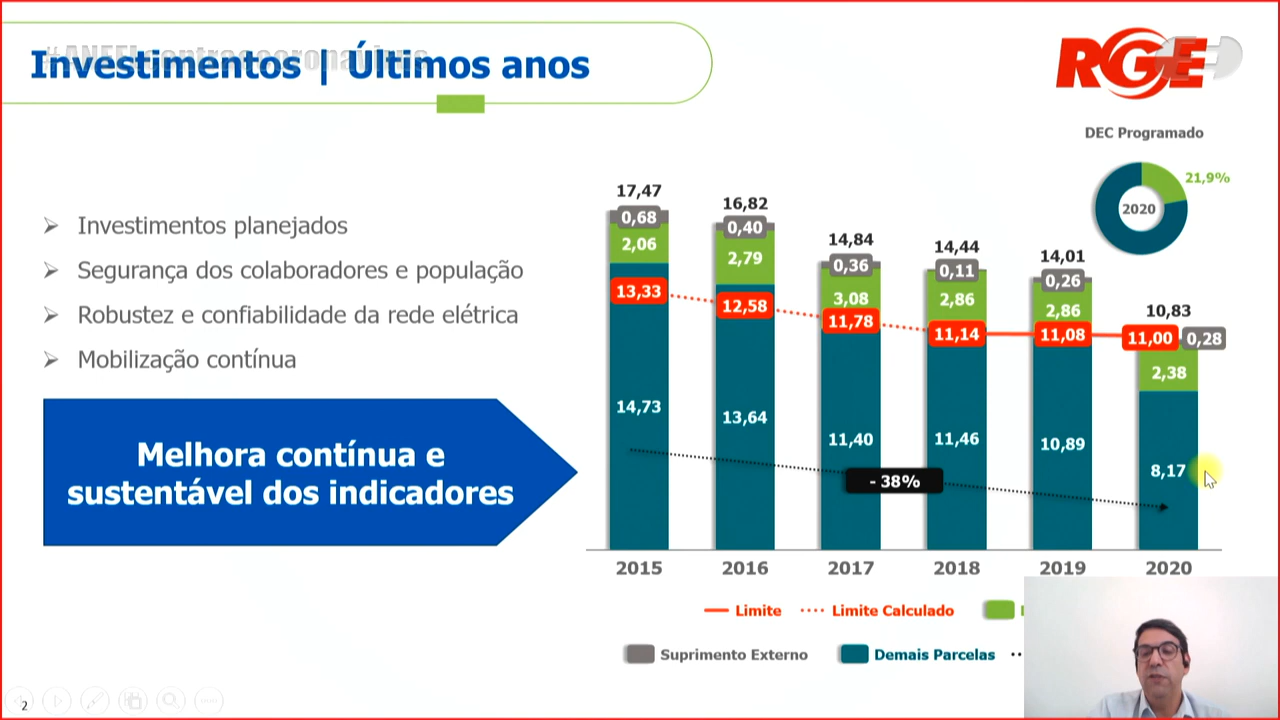 #ANEELcontraocoronavírus
Investimentos | Últimos anos
RGE
DEC Programado
21,9%
2020
Investimentos planejados
Segurança dos colaboradores e população
Robustez e confiabilidade da rede elétrica
Mobilização contínua
Melhora contínua e
sustentável dos indicadores
17,47
16,82
14,84
14,44
14,01
10,83
0,68
0,40
0,36
0,11
0,26
0,28
2,06
2,79
3,08
2,86
2,86
2,38
13,33
12,58
11,78
11,14
11,08
11,00
14,73
13,64
11,40
11,46
10,89
8,17
- 38%
2015 2016 2017 2018 2019 2020
Limite Limite Calculado
Suprimento Externo Demais Parcelas
2